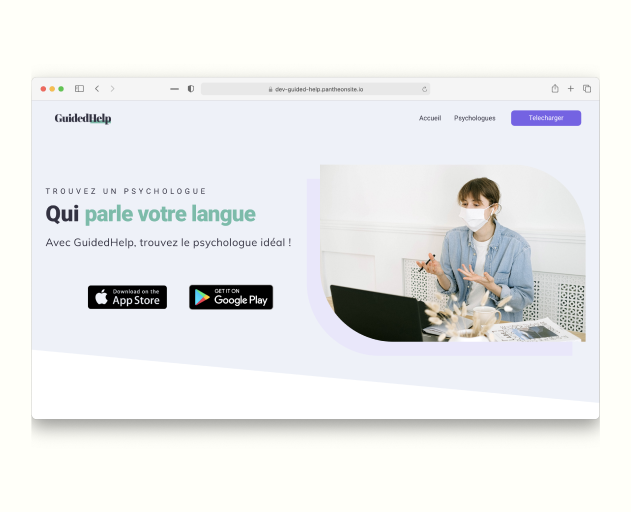 dev-guided-help.pantheonsite.io
GuidedHelp
Accueil
Psychologues
Telecharger
TROUVEZ UN PSYCHOLOGUE
Qui parle votre langue
Avec GuidedHelp, trouvez le psychologue idéal !
Download on the
App Store
GET IT ON
Google Play